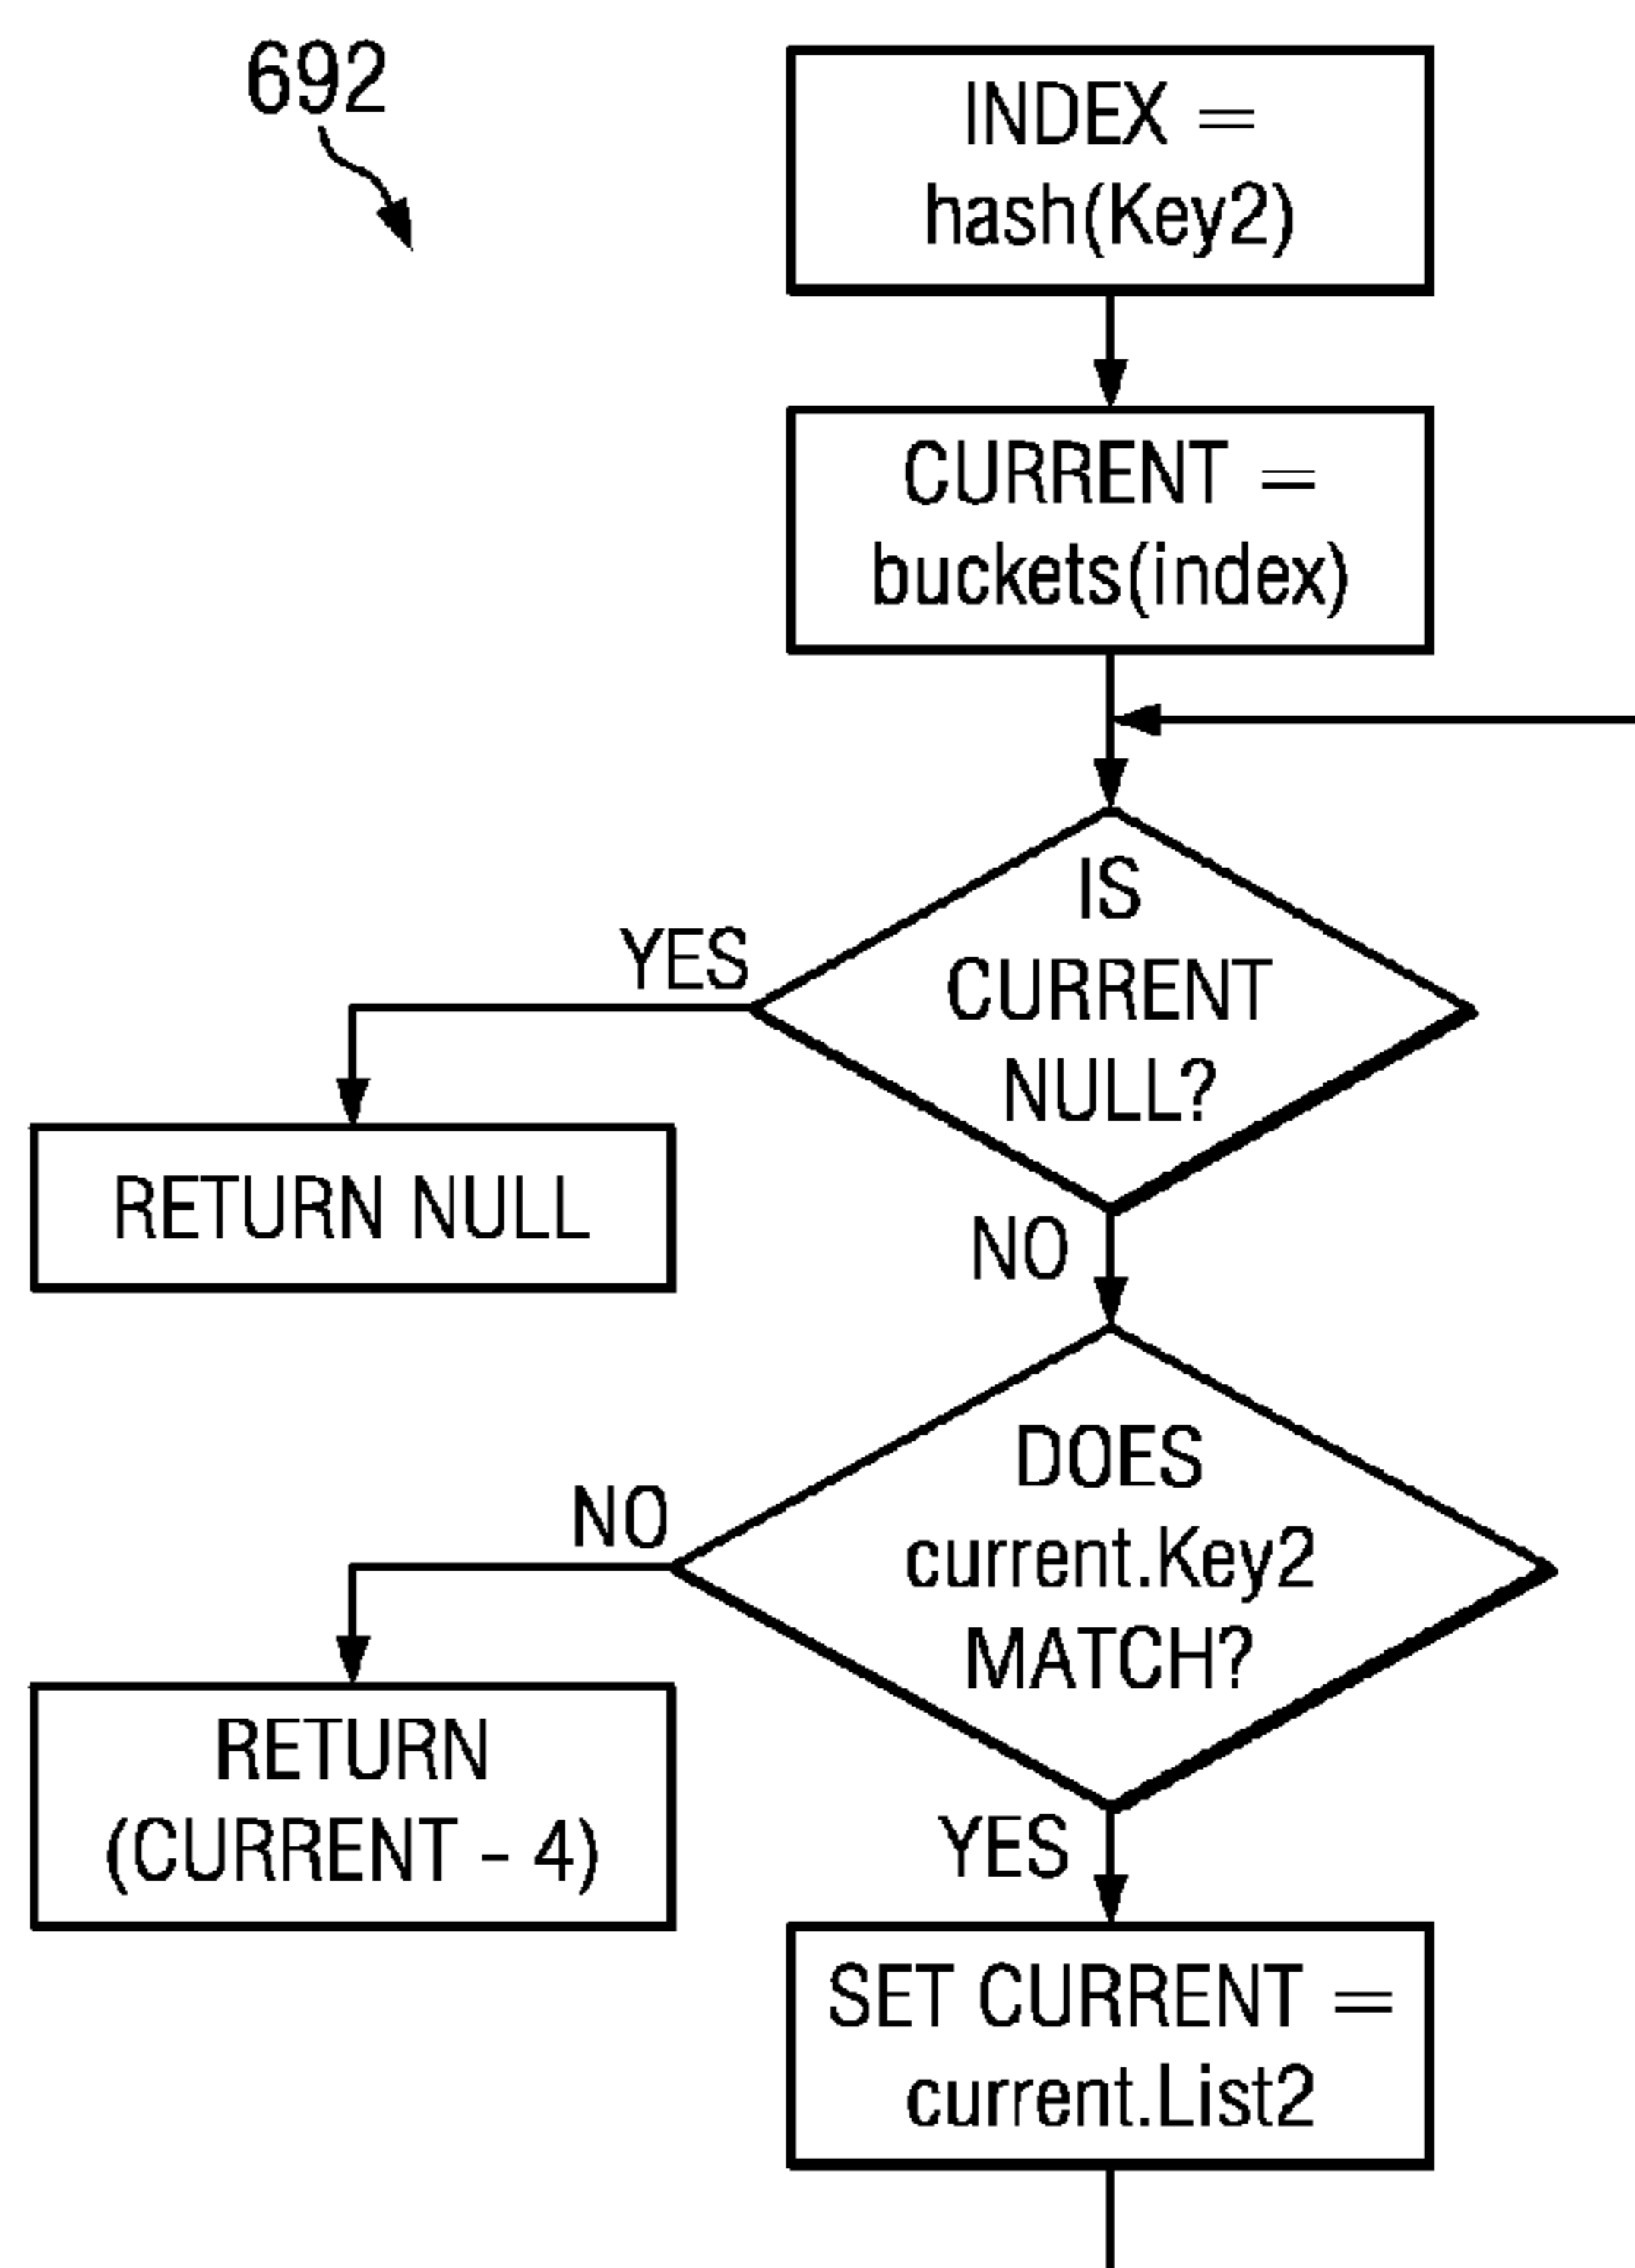 692
INDEX =
hash(Key2)
CURRENT =
buckets(index)
IS
CURRENT
NULL?
YES
RETURN NULL
NO
DOES
current.Key2
MATCH?
NO
RETURN
(CURRENT - 4)
YES
SET CURRENT =
current.List2